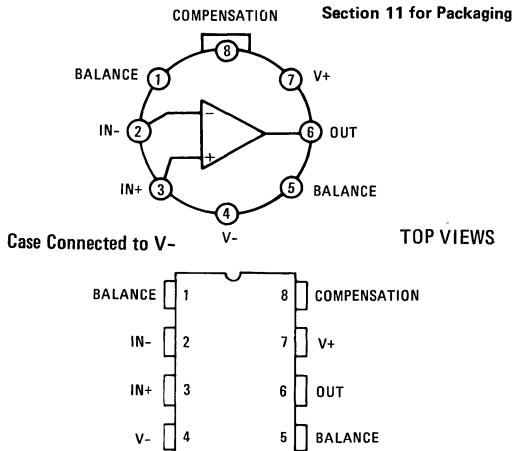 COMPENSATION
Section 11 for Packaging
8
BALANCE 1
7 V+
IN- 2
-
6 OUT
+
IN+ 3
5 BALANCE
4
V-
Case Connected to V-
TOP VIEWS
BALANCE 1 8 COMPENSATION
IN- 2 7 V+
IN+ 3 6 OUT
V- 4 5 BALANCE